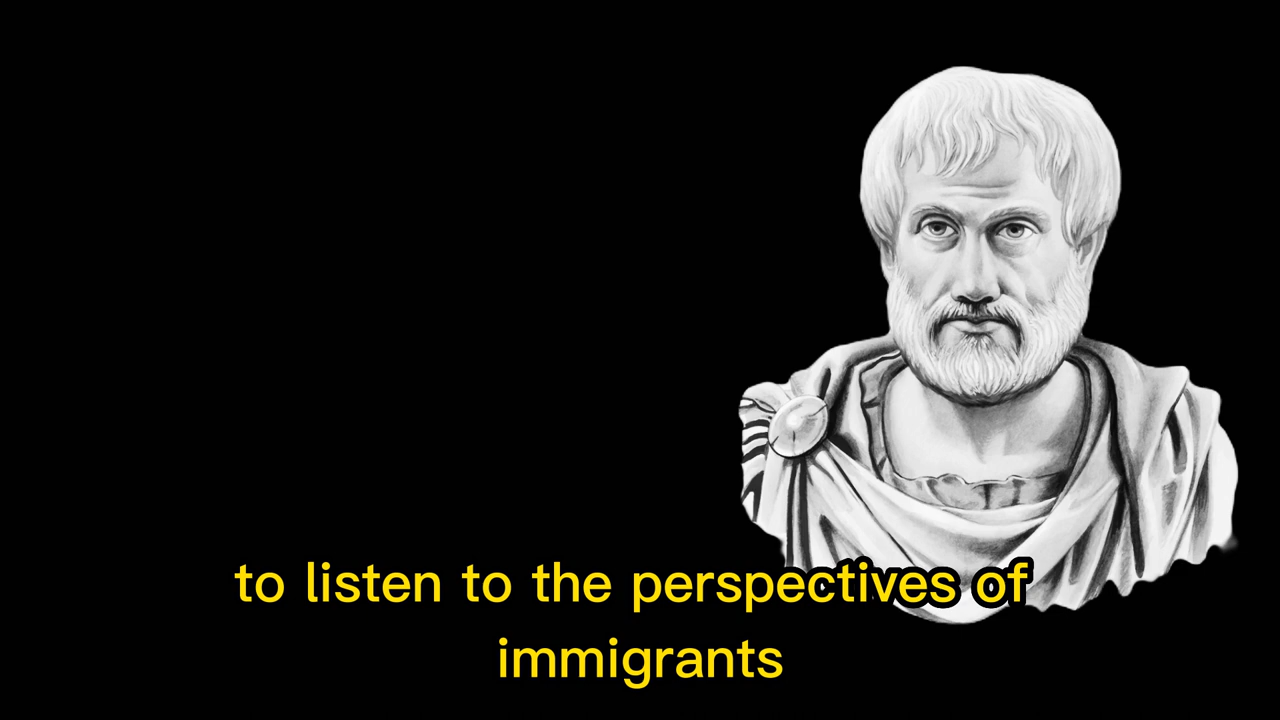 to listen to the perspectives of
immigrants